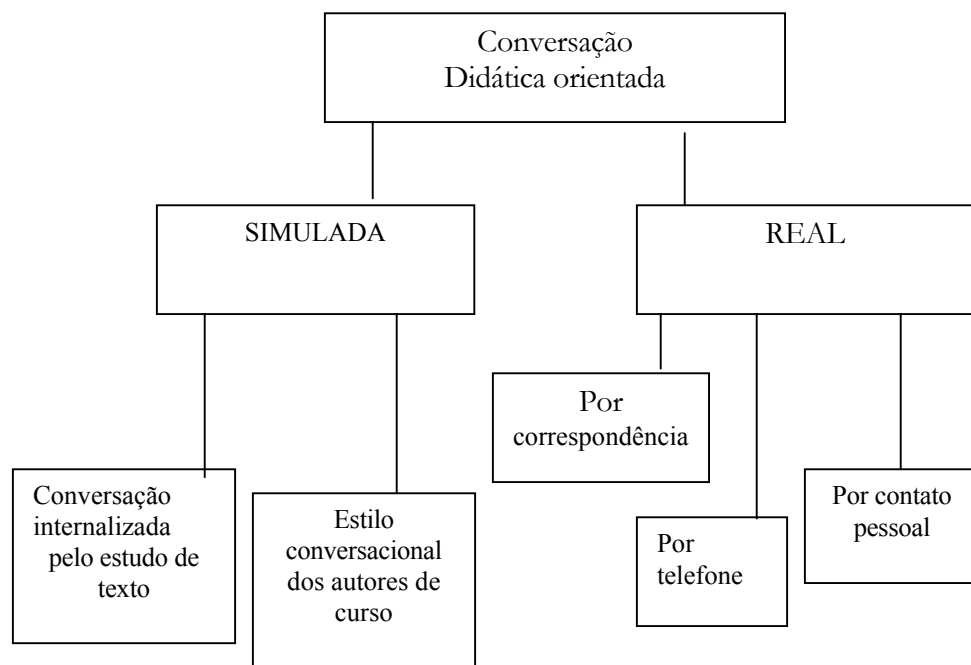 Conversação
Didática orientada
SIMULADA
REAL
Por
correspondência
Conversação
internalizada
pelo estudo de
texto
Estilo
conversacional
dos autores de
curso
Por
telefone
Por contato
pessoal